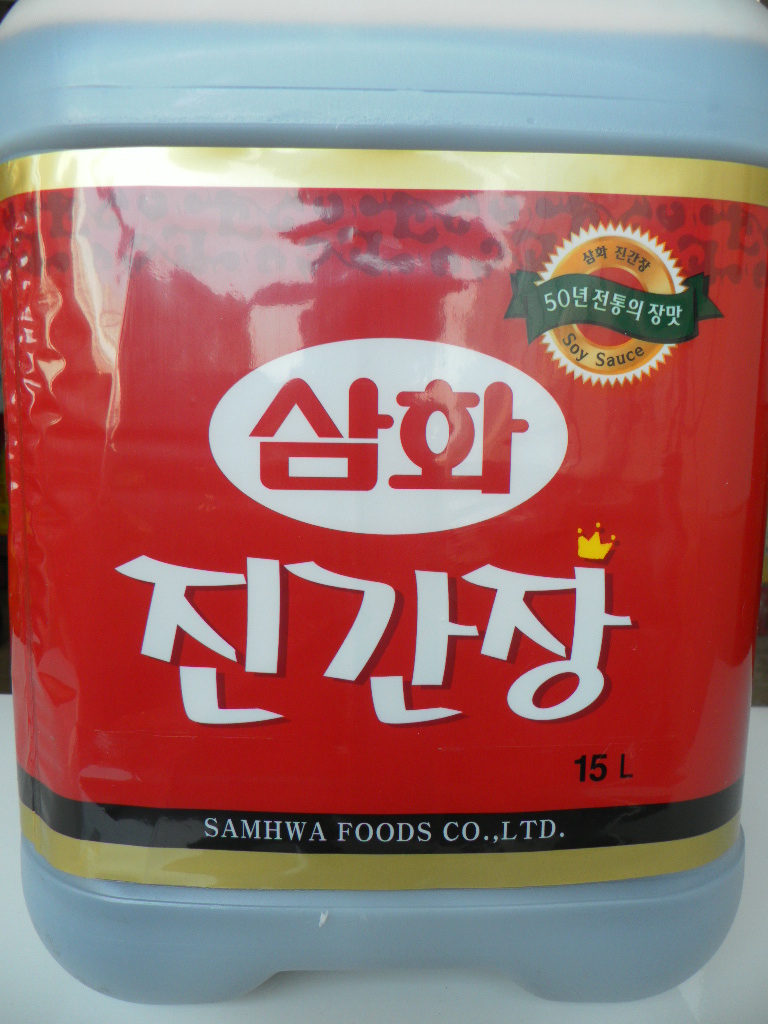 삼화 진간장
50년 전통의 장맛
Soy Sauce
삼화
진간장
15 L
SAMHWA FOODS CO.,LTD.